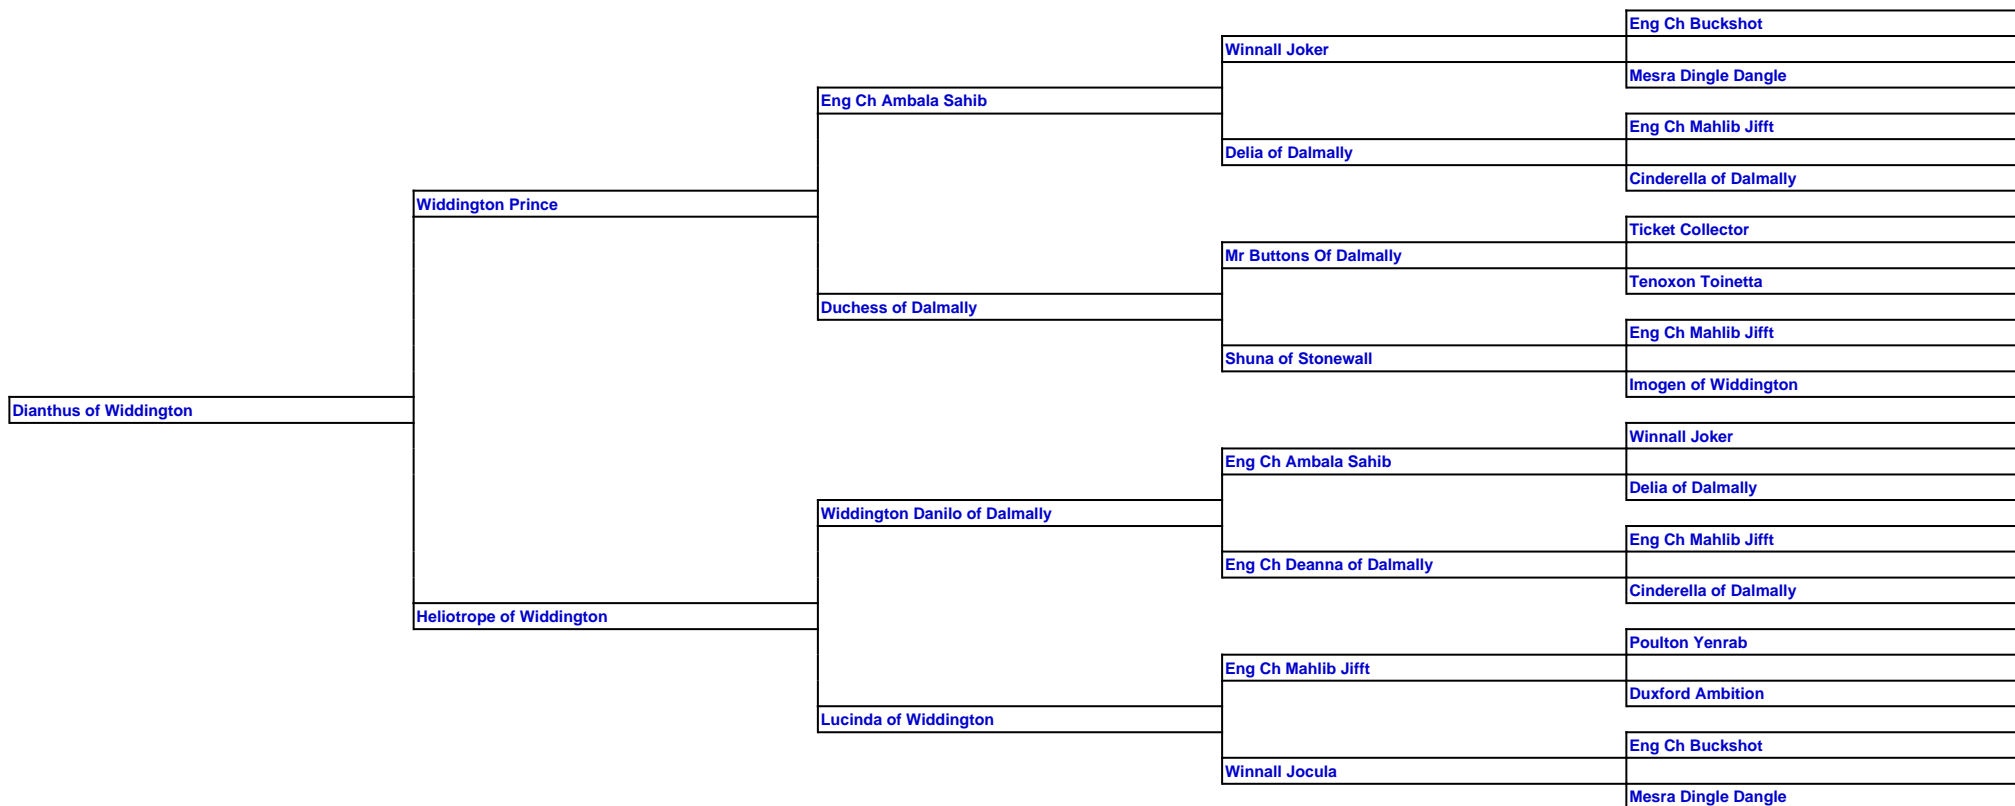 Eng Ch Buckshot
Winnall Joker
Mesra Dingle Dangle
Eng Ch Ambala Sahib
Eng Ch Mahlib Jifft
Delia of Dalmally
Cinderella of Dalmally
Widdington Prince
Ticket Collector
Mr Buttons Of Dalmally
Tenoxon Toinetta
Duchess of Dalmally
Eng Ch Mahlib Jifft
Shuna of Stonewall
Imogen of Widdington
Dianthus of Widdington
Winnall Joker
Eng Ch Ambala Sahib
Delia of Dalmally
Widdington Danilo of Dalmally
Eng Ch Mahlib Jifft
Eng Ch Deanna of Dalmally
Cinderella of Dalmally
Heliotrope of Widdington
Poulton Yenrab
Eng Ch Mahlib Jifft
Duxford Ambition
Lucinda of Widdington
Eng Ch Buckshot
Winnall Jocula
Mesra Dingle Dangle